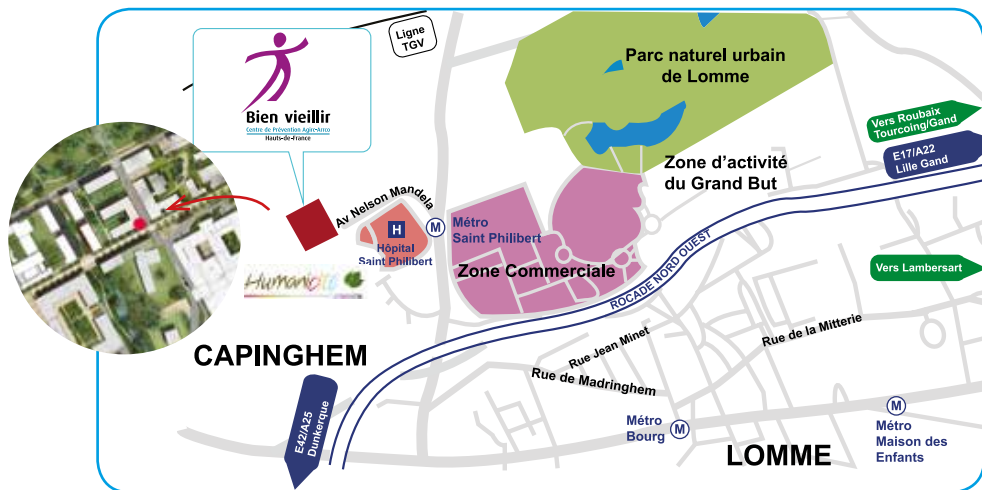 Ligne
TGV
Bien vieillir
Centre de Prévention Agirc-Arrco
Hauts-de-France
Parc naturel urbain
de Lomme
Vers Roubaix
Tourcoing/Gand
E17/A22
Lille Gand
Zone d'activité
du Grand But
Av Nelson Mandela
H
Hôpital
Saint Philibert
M
Métro
Saint Philibert
Humanicité
Zone Commerciale
ROCADE NORD OUEST
Vers Lambersart
CAPINGHEM
Rue Jean Minet
Rue de la Mitterie
Rue de Madringhem
E42/A25
Dunkerque
Métro
Bourg
M
M
Métro
Maison des
Enfants
LOMME